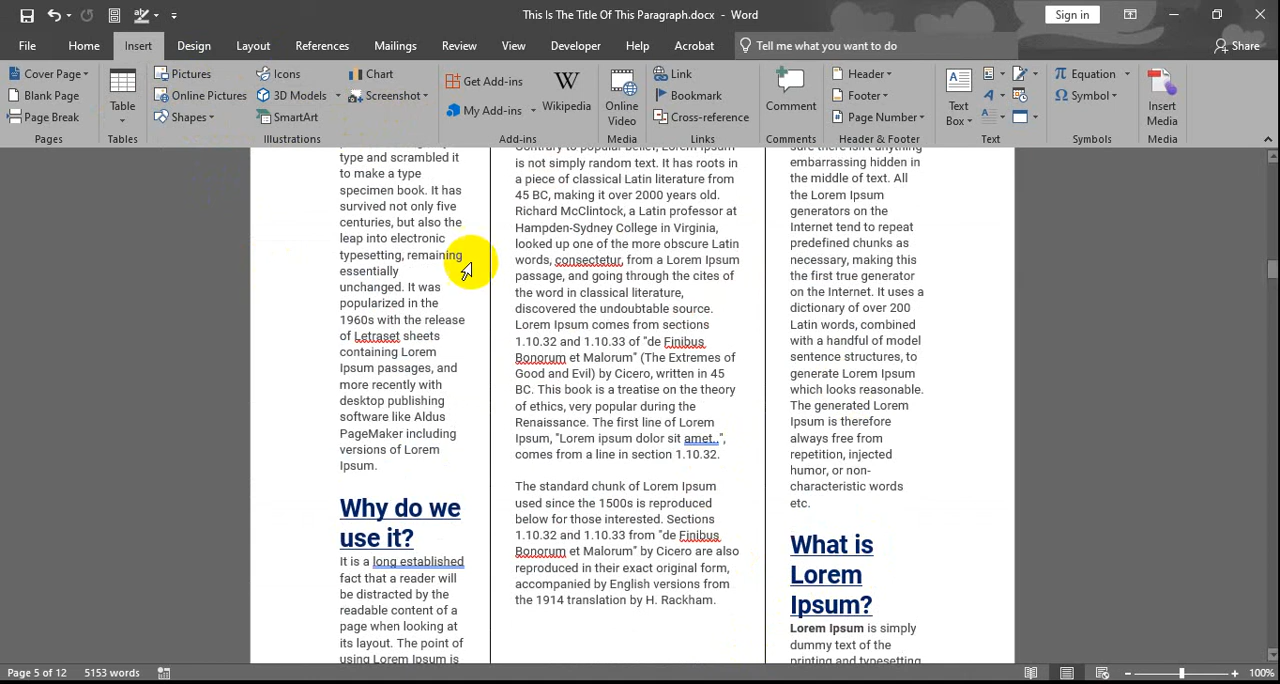 This Is The Title Of This Paragraph.docx - Word
Sign in
File Home Insert Design Layout References Mailings Review View Developer Help Acrobat Tell me what you want to do Share
Cover Page
Blank Page
Page Break
Pages
Table
Tables
Pictures
Online Pictures
Shapes
Icons
3D Models
SmartArt
Chart
Screenshot
Illustrations
Get Add-ins
My Add-ins
W
Wikipedia
Add-ins
Online
Video
Media
Link
Bookmark
Cross-reference
Links
Comment
Comments
Header
Footer
Page Number
Header & Footer
Text
Box
Text
Equation
Symbol
Symbols
Insert
Media
Media
type and scrambled it
to make a type
specimen book. It has
survived not only five
centuries, but also the
leap into electronic
typesetting, remaining
essentially
unchanged. It was
popularized in the
1960s with the release
of Letraset sheets
containing Lorem
Ipsum passages, and
more recently with
desktop publishing
software like Aldus
PageMaker including
versions of Lorem
Ipsum.
Why do we
use it?
It is a long established
fact that a reader will
be distracted by the
readable content of a
page when looking at
its layout. The point of
using Lorem Ipsum is
Contrary to popular belief, Lorem Ipsum
is not simply random text. It has roots in
a piece of classical Latin literature from
45 BC, making it over 2000 years old.
Richard McClintock, a Latin professor at
Hampden-Sydney College in Virginia,
looked up one of the more obscure Latin
words, consectetur, from a Lorem Ipsum
passage, and going through the cites of
the word in classical literature,
discovered the undoubtable source.
Lorem Ipsum comes from sections
1.10.32 and 1.10.33 of "de Finibus
Bonorum et Malorum" (The Extremes of
Good and Evil) by Cicero, written in 45
BC. This book is a treatise on the theory
of ethics, very popular during the
Renaissance. The first line of Lorem
Ipsum, "Lorem ipsum dolor sit amet..",
comes from a line in section 1.10.32.
The standard chunk of Lorem Ipsum
used since the 1500s is reproduced
below for those interested. Sections
1.10.32 and 1.10.33 from "de Finibus
Bonorum et Malorum" by Cicero are also
reproduced in their exact original form,
accompanied by English versions from
the 1914 translation by H. Rackham.
sure there isn't anything
embarrassing hidden in
the middle of text. All
the Lorem Ipsum
generators on the
Internet tend to repeat
predefined chunks as
necessary, making this
the first true generator
on the Internet. It uses a
dictionary of over 200
Latin words, combined
with a handful of model
sentence structures, to
generate Lorem Ipsum
which looks reasonable.
The generated Lorem
Ipsum is therefore
always free from
repetition, injected
humor, or non-
characteristic words
etc.
What is
Lorem
Ipsum?
Lorem Ipsum is simply
dummy text of the
printing and typesetting
Page 5 of 12 5153 words
100%